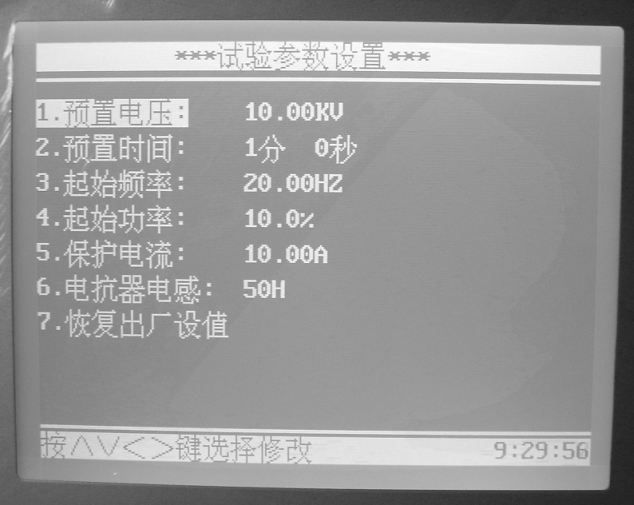 ***试验参数设置***
1.预置电压: 10.00KV
2.预置时间: 1分 0秒
3.起始频率: 20.00HZ
4.起始功率: 10.0%
5.保护电流: 10.00A
6.电抗器电感: 50H
7.恢复出厂设值
按∧∨<>键选择修改 9:29:56